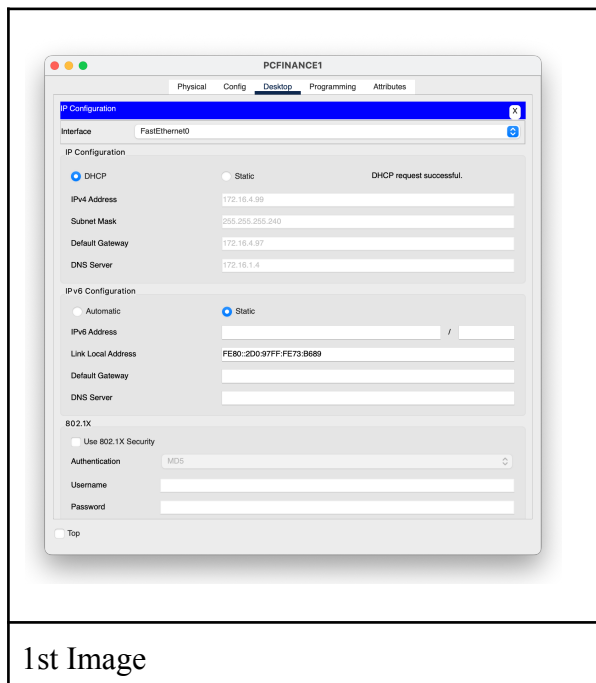 PCFINANCE1
Physical Config Desktop Programming Attributes
IP Configuration X
Interface FastEthernet0
IP Configuration
DHCP Static DHCP request successful.
IPv4 Address 172.16.4.99
Subnet Mask 255.255.255.240
Default Gateway 172.16.4.97
DNS Server 172.16.1.4
IPv6 Configuration
Automatic Static
IPv6 Address /
Link Local Address FE80::2D0:97FF:FE73:B689
Default Gateway
DNS Server
802.1X
Use 802.1X Security
Authentication MD5
Username
Password
Top
1st Image